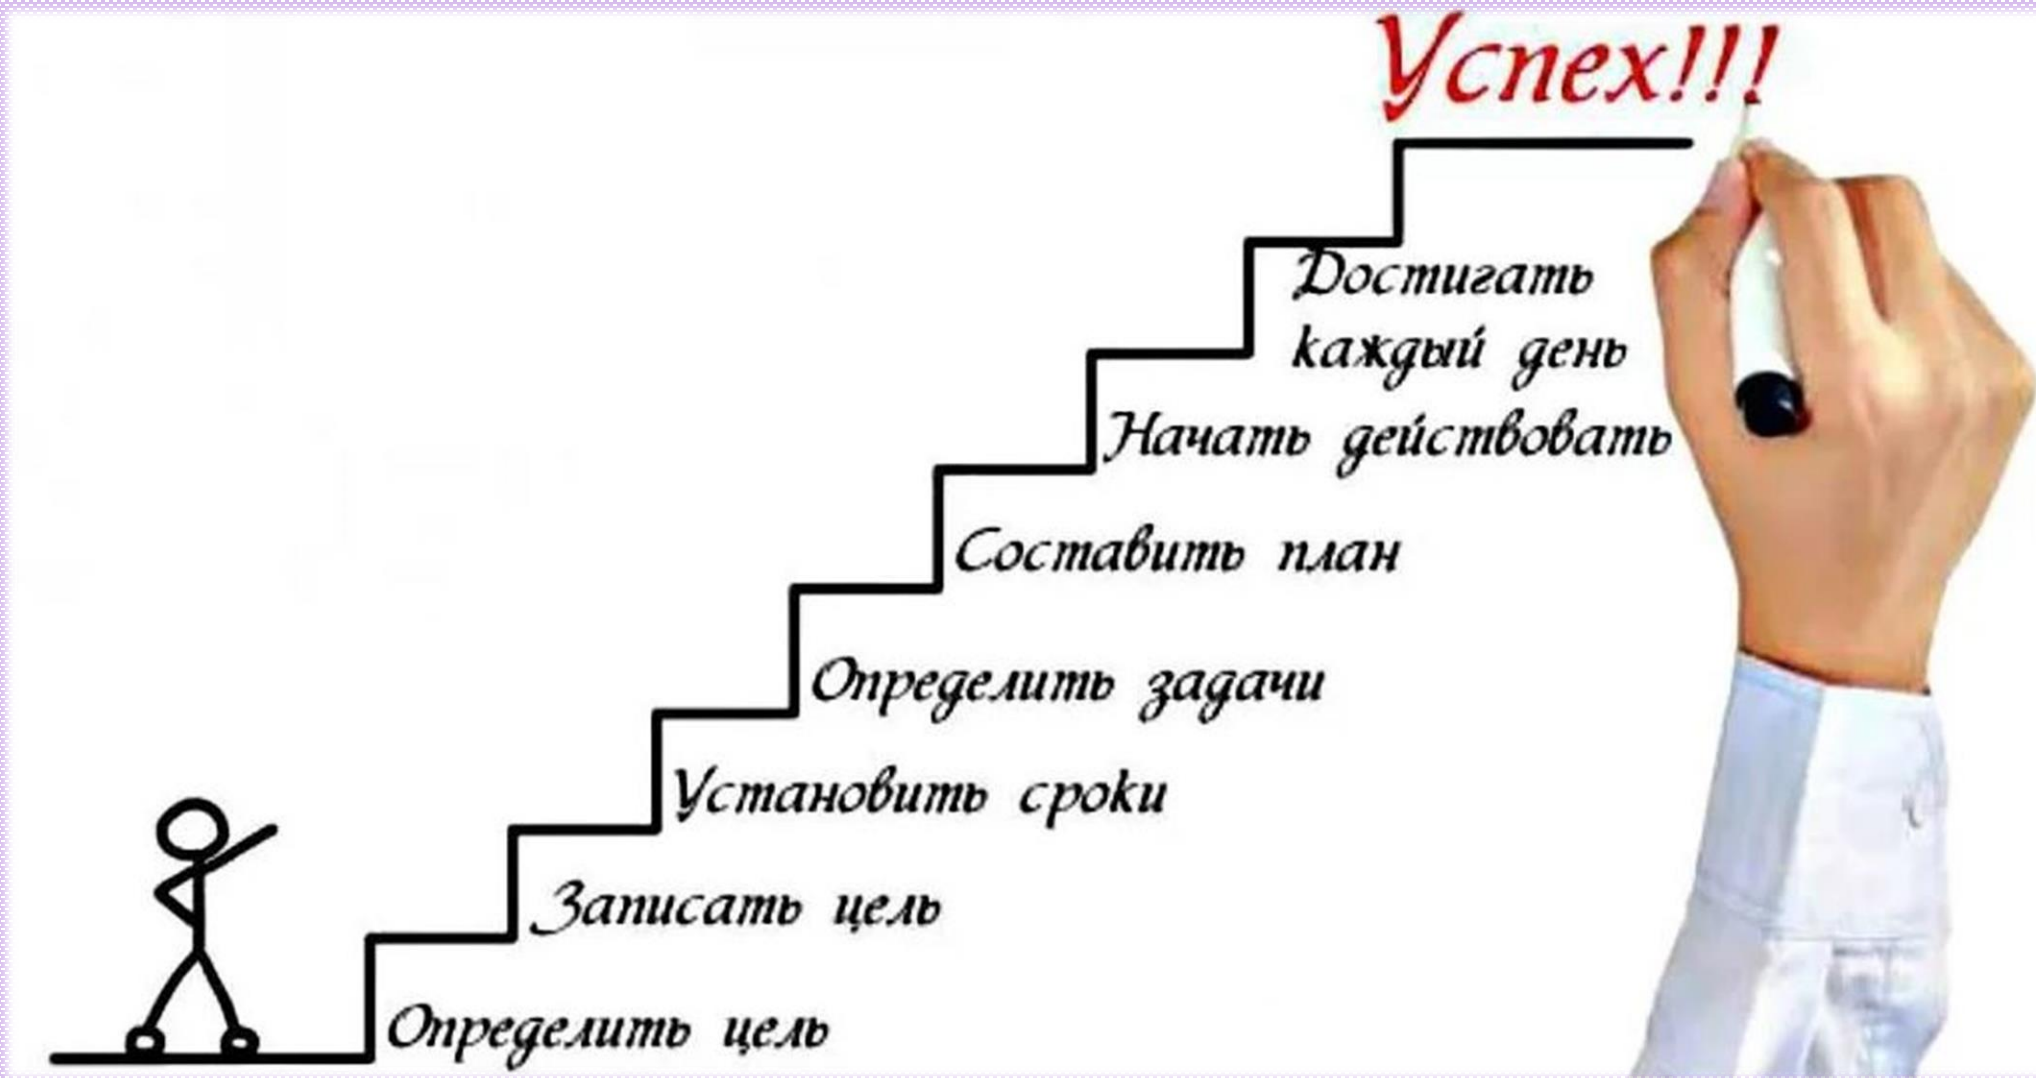 Успех!!!
Достигать
каждый день
Начать действовать
Составить план
Определить задачи
Установить сроки
Записать цель
Определить цель